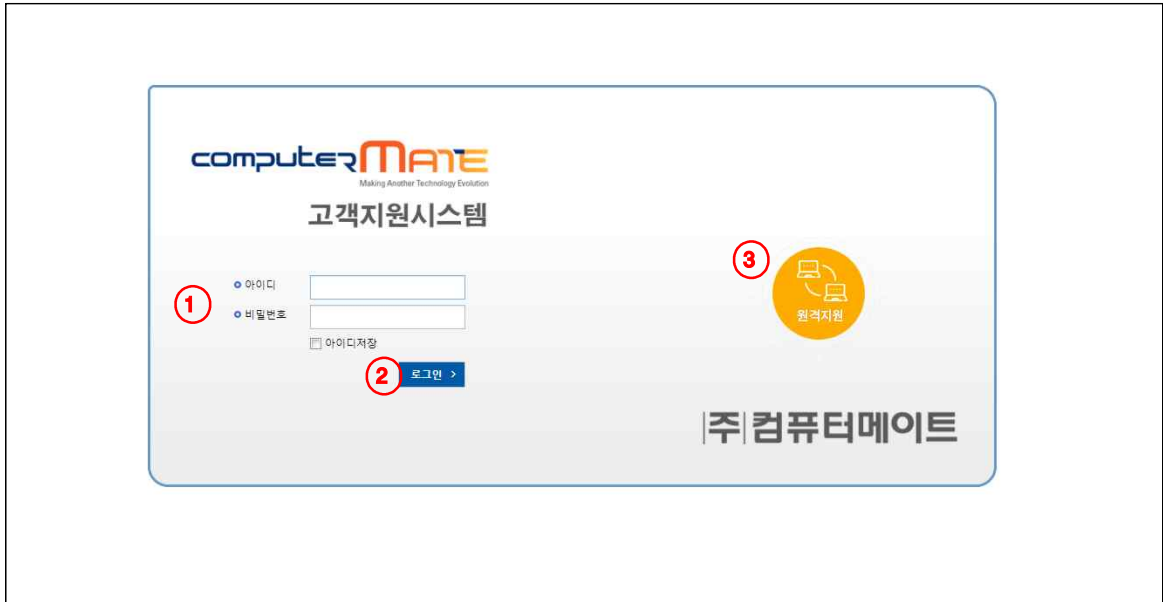 computerMATE
Making Another Technology Evolution
고객지원시스템
① 아이디
비밀번호
아이디저장
② 로그인 >
③ 원격지원
|주|컴퓨터메이트